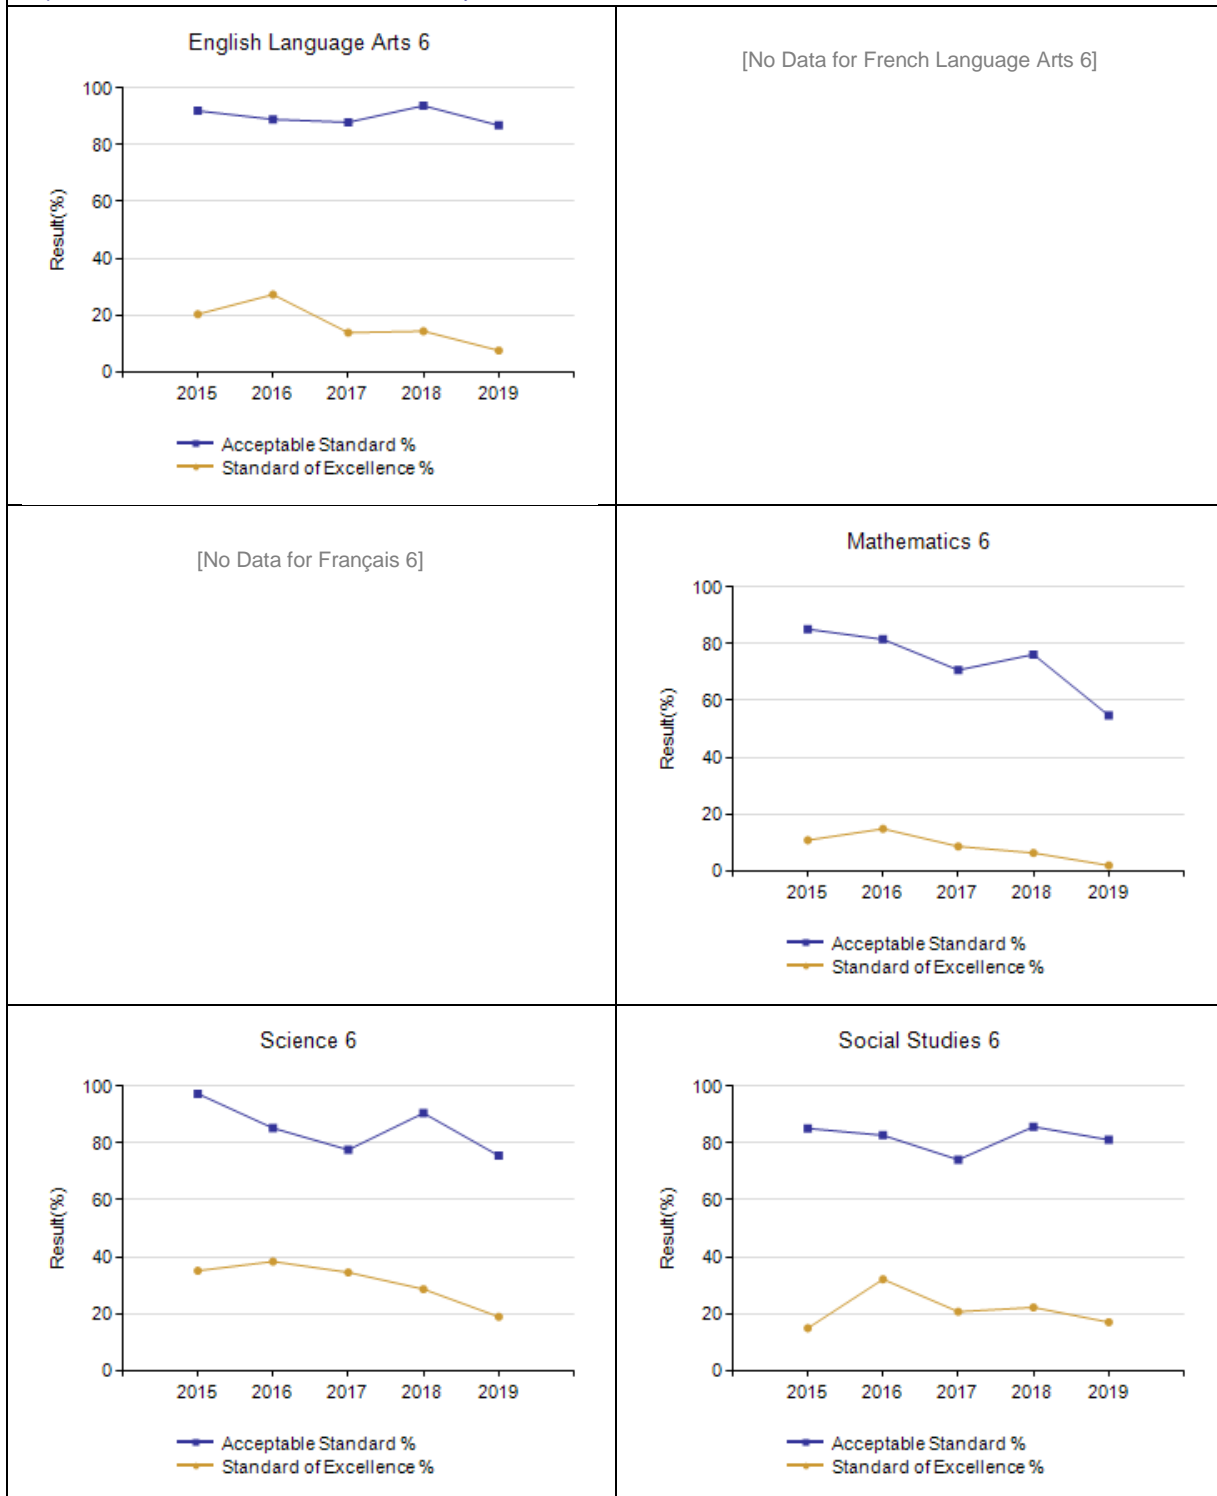 English Language Arts 6
100
80
60
40
20
0
Result(%)
2015 2016 2017 2018 2019
Acceptable Standard %
Standard of Excellence %
[No Data for French Language Arts 6]
[No Data for Français 6]
Mathematics 6
100
80
60
40
20
0
Result(%)
2015 2016 2017 2018 2019
Acceptable Standard %
Standard of Excellence %
Science 6
100
80
60
40
20
0
Result(%)
2015 2016 2017 2018 2019
Acceptable Standard %
Standard of Excellence %
Social Studies 6
100
80
60
40
20
0
Result(%)
2015 2016 2017 2018 2019
Acceptable Standard %
Standard of Excellence %